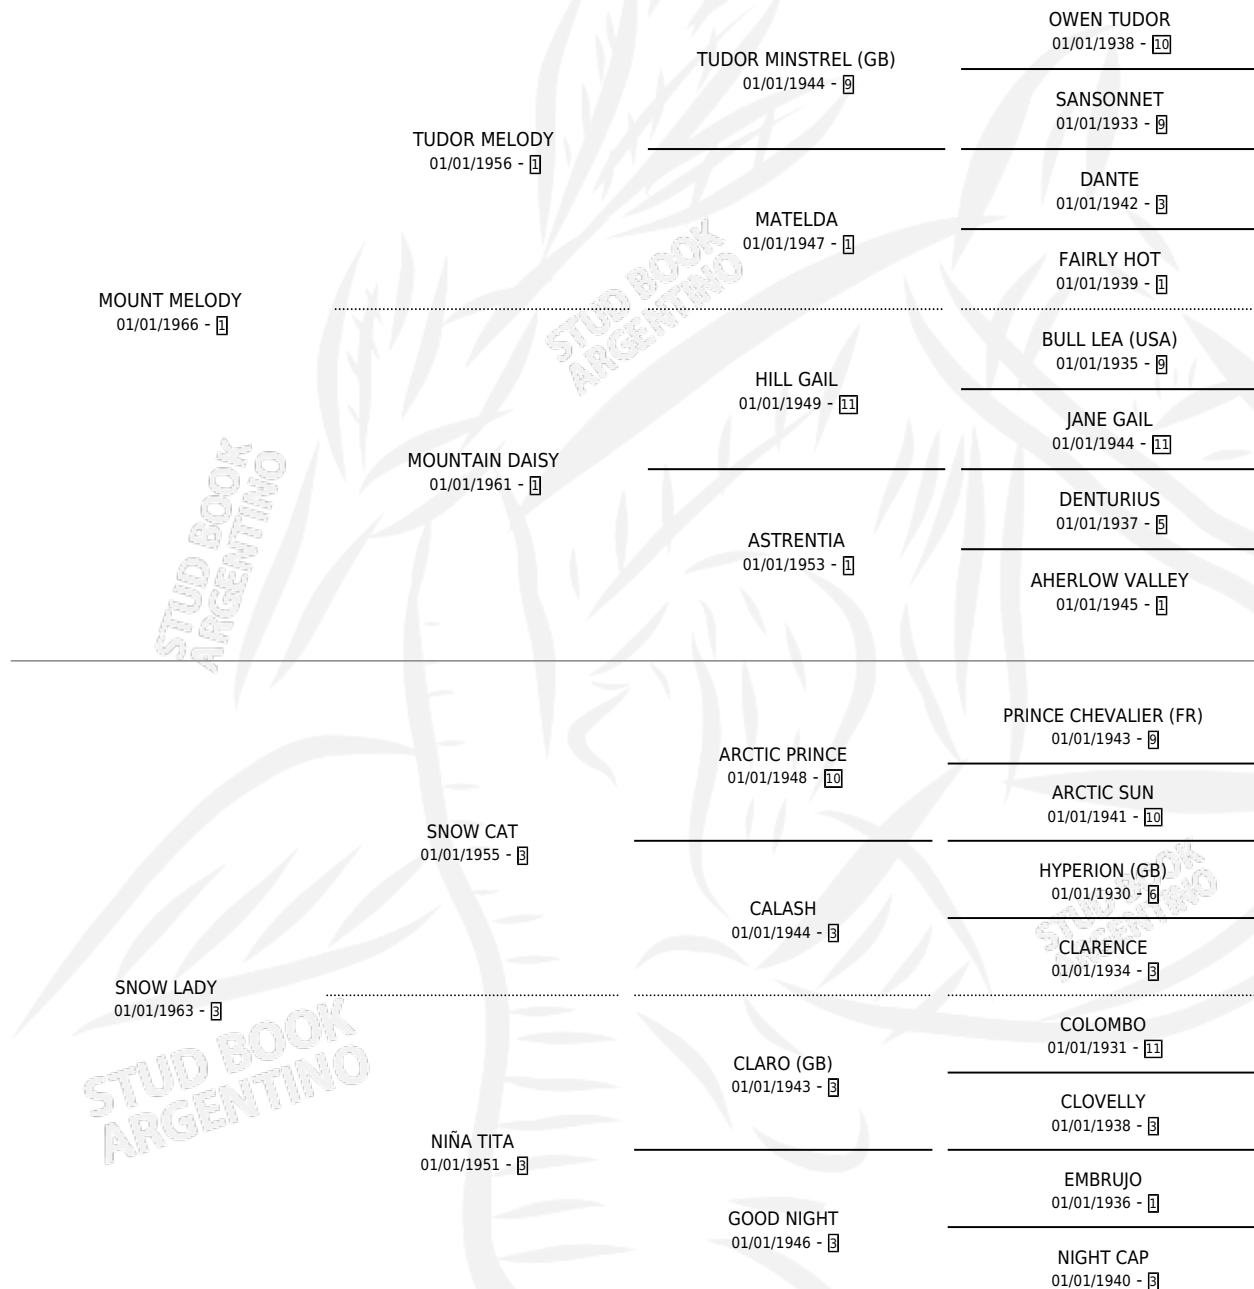 OWEN TUDOR
01/01/1938 - 10
TUDOR MINSTREL (GB)
01/01/1944 - 9
SANSONNET
01/01/1933 - 9
TUDOR MELODY
01/01/1956 - 1
DANTE
01/01/1942 - 3
MATELDA
01/01/1947 - 1
FAIRLY HOT
01/01/1939 - 1
MOUNT MELODY
01/01/1966 - 1
BULL LEA (USA)
01/01/1935 - 9
HILL GAIL
01/01/1949 - 11
JANE GAIL
01/01/1944 - 11
MOUNTAIN DAISY
01/01/1961 - 1
DENTURIUS
01/01/1937 - 5
ASTRENTIA
01/01/1953 - 1
AHERLOW VALLEY
01/01/1945 - 1
PRINCE CHEVALIER (FR)
01/01/1943 - 9
ARCTIC PRINCE
01/01/1948 - 10
ARCTIC SUN
01/01/1941 - 10
SNOW CAT
01/01/1955 - 3
HYPERION (GB)
01/01/1930 - 6
CALASH
01/01/1944 - 3
CLARENCE
01/01/1934 - 3
SNOW LADY
01/01/1963 - 3
COLOMBO
01/01/1931 - 11
CLARO (GB)
01/01/1943 - 3
CLOVELLY
01/01/1938 - 3
NIÑA TITA
01/01/1951 - 3
EMBRUJO
01/01/1936 - 1
GOOD NIGHT
01/01/1946 - 3
NIGHT CAP
01/01/1940 - 3
STUD BOOK
ARGENTINO
STUD BOOK
ARGENTINO
STUD BOOK
ARGENTINO
STUD BOOK
ARGENTINO